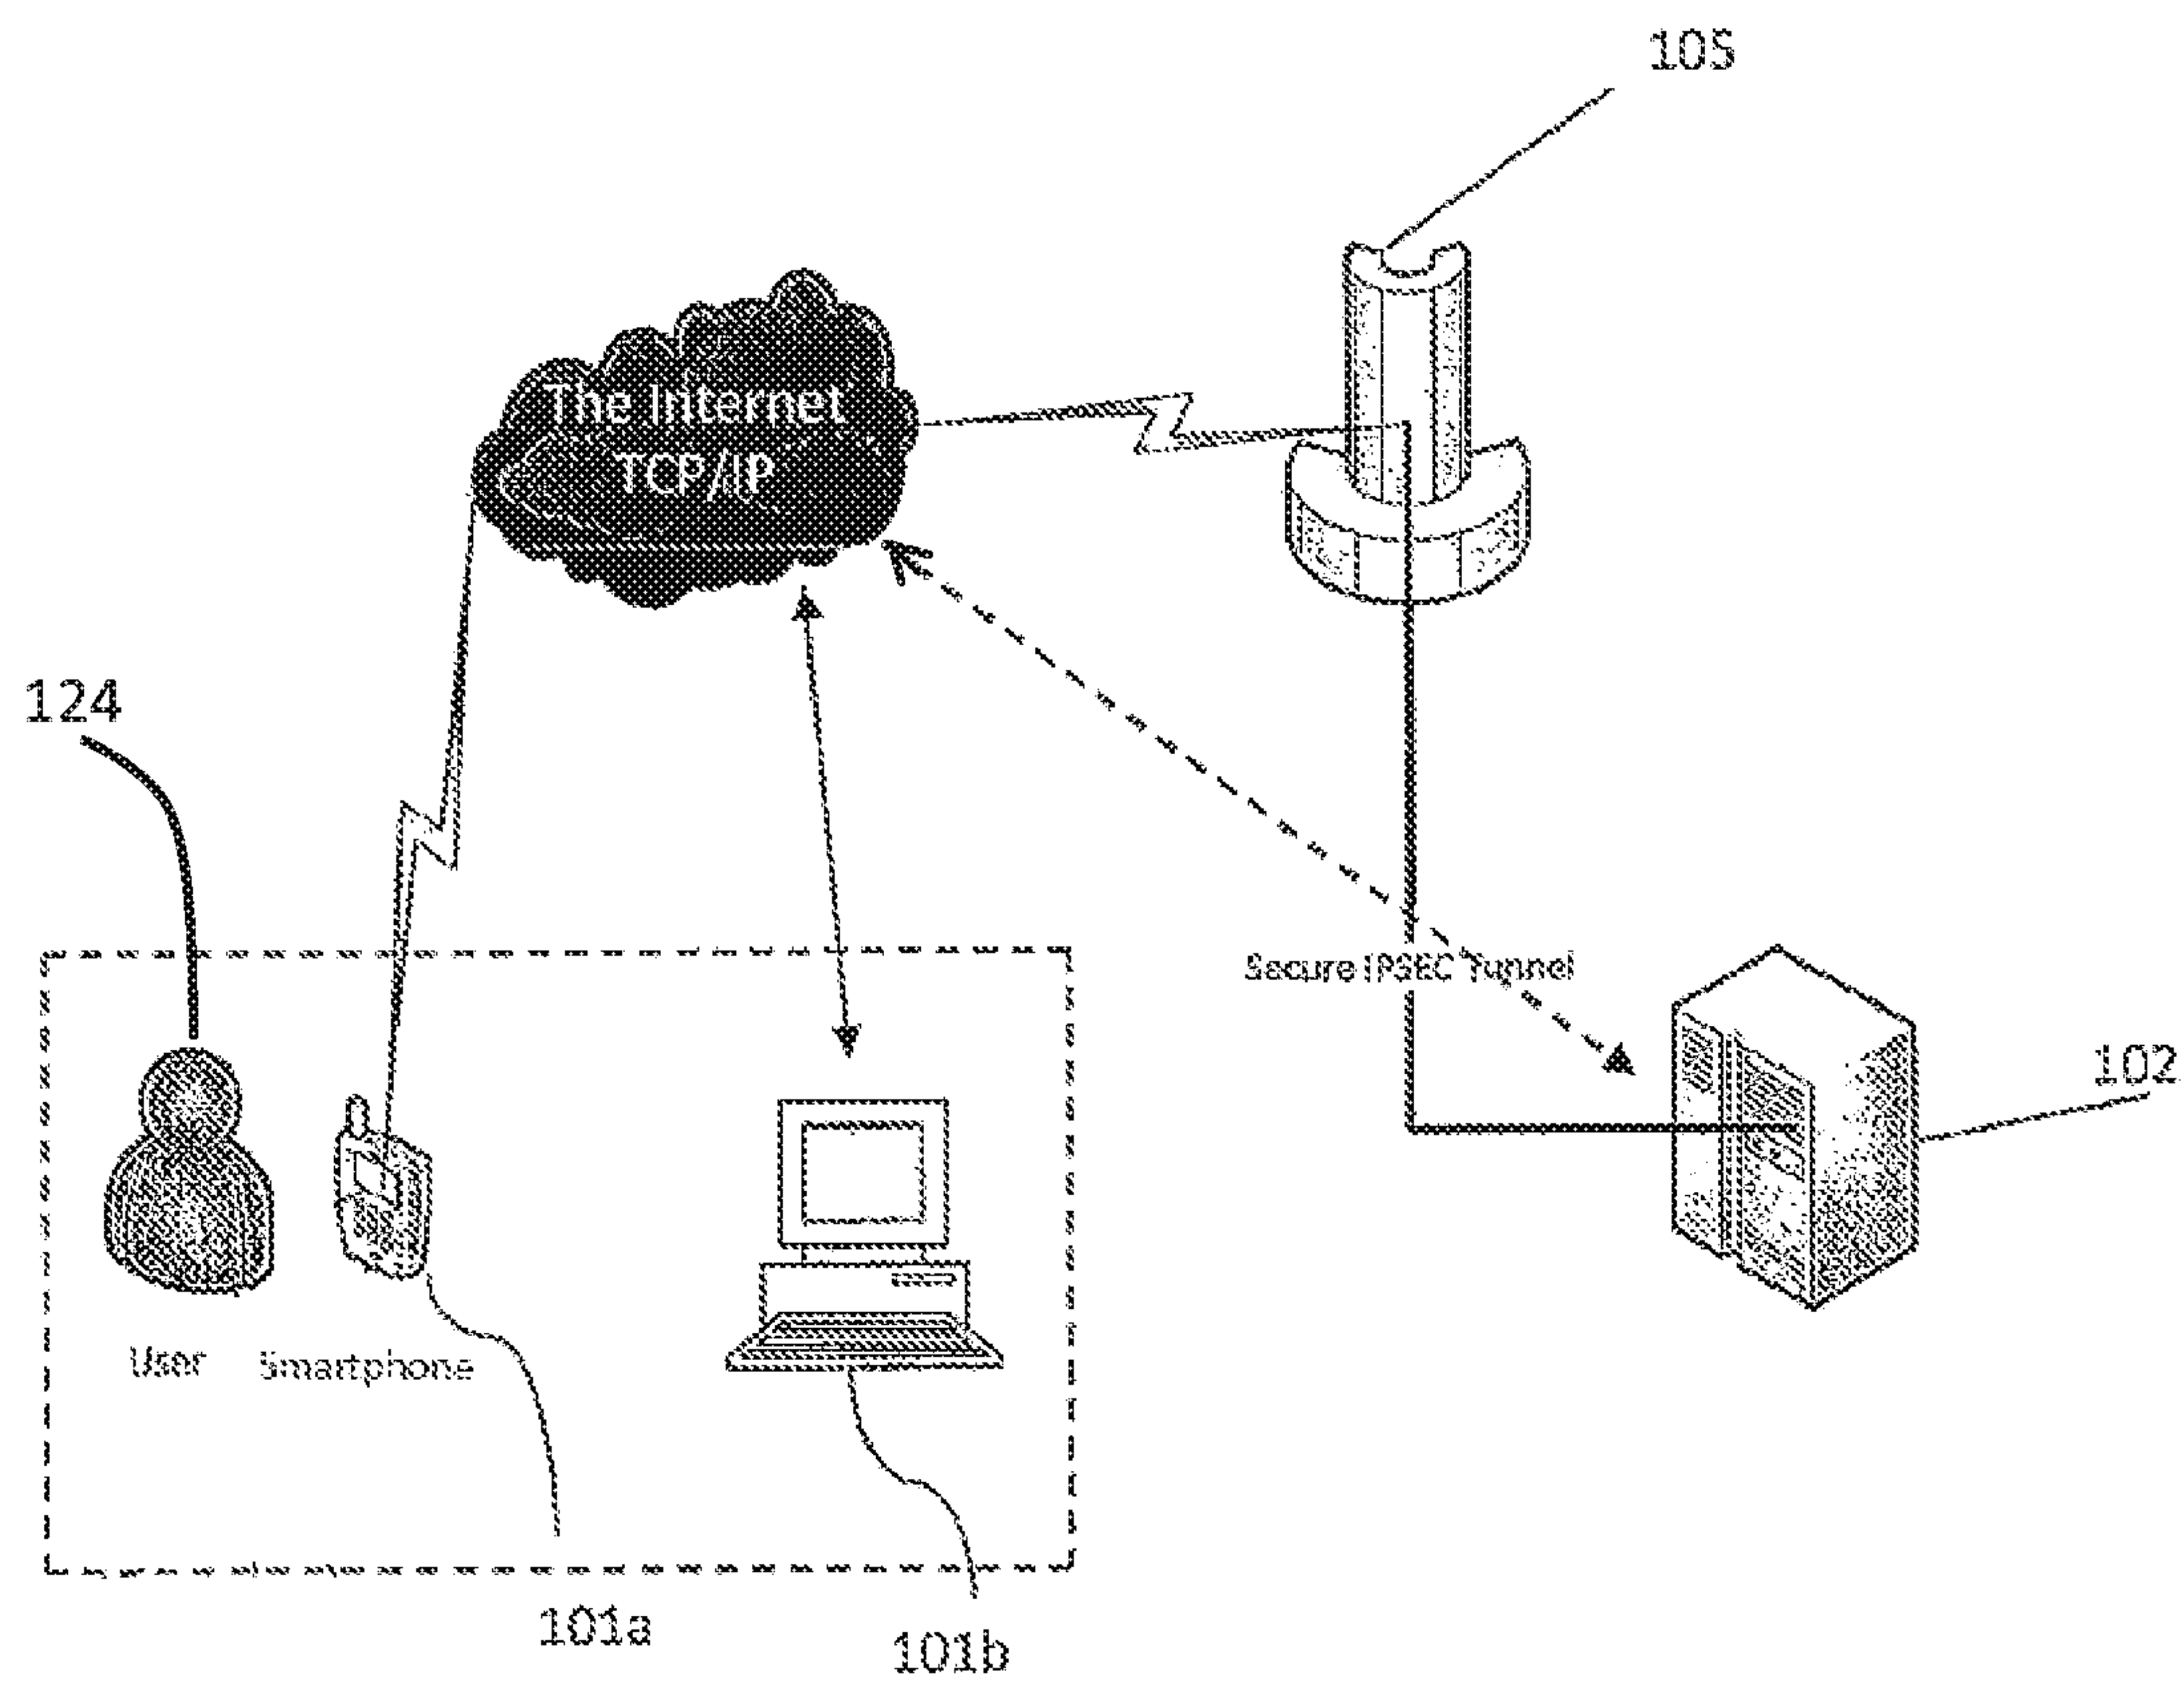 105
The Internet
TCP/IP
124
Secure IPSEC Tunnel
102
User
Smartphone
101a
101b